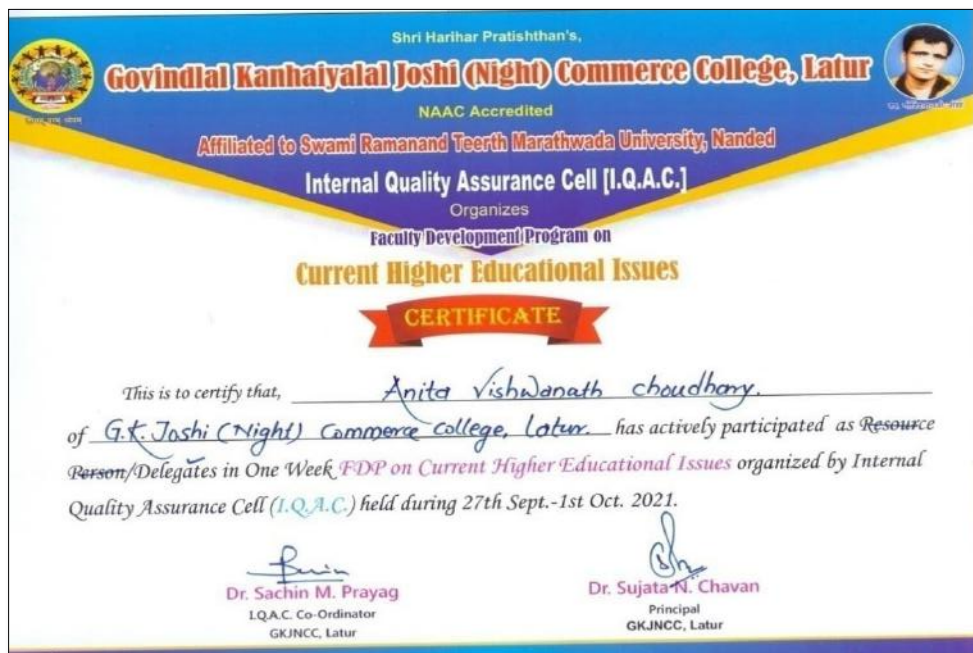 Shri Harihar Pratishthan's,
Govindlal Kanhaiyalal Joshi (Night) Commerce College, Latur
NAAC Accredited
Affiliated to Swami Ramanand Teerth Marathwada University, Nanded
Internal Quality Assurance Cell [I.Q.A.C.]
Organizes
Faculty Development Program on
Current Higher Educational Issues
CERTIFICATE
This is to certify that, Anita Vishwanath choudhary.
of G.K. Joshi (Night) Commerce college, Latur. has actively participated as Resource
Person/Delegates in One Week FDP on Current Higher Educational Issues organized by Internal
Quality Assurance Cell (I.Q.A.C.) held during 27th Sept.-1st Oct. 2021.
Dr. Sachin M. Prayag
I.Q.A.C. Co-Ordinator
GKJNCC, Latur
Dr. Sujata N. Chavan
Principal
GKJNCC, Latur